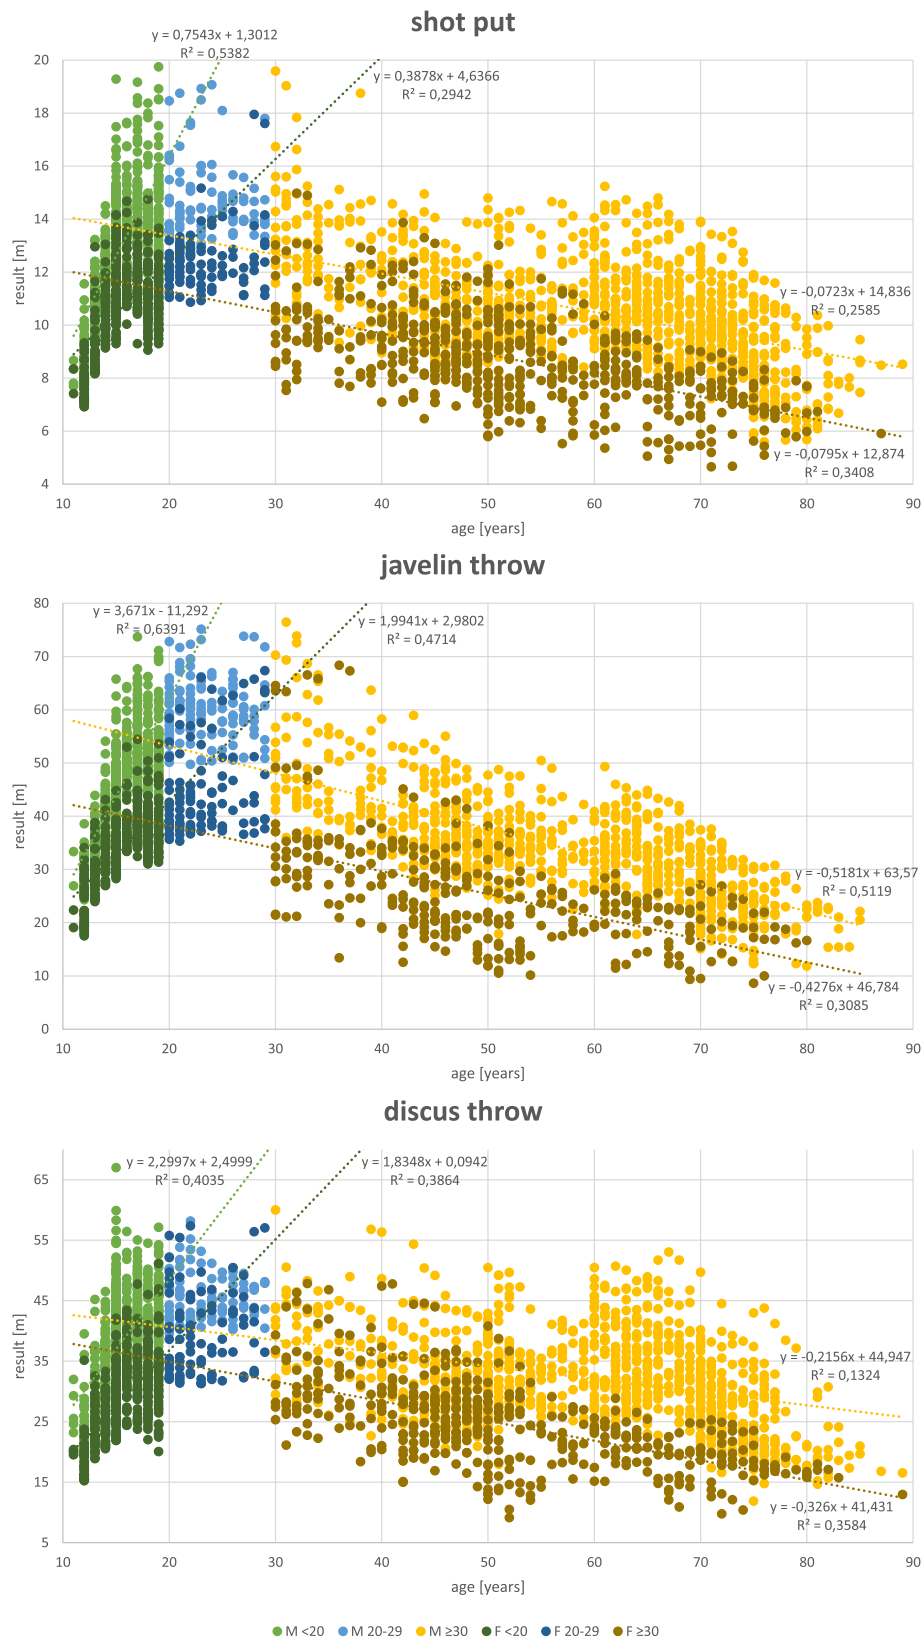 shot put
y = 0,7543x + 1,3012
R² = 0,5382
y = 0,3878x + 4,6366
R² = 0,2942
20
18
16
14
12
10
8
6
4
result [m]
y = -0,0723x + 14,836
R² = 0,2585
y = -0,0795x + 12,874
R² = 0,3408
10 20 30 40 50 60 70 80 90
age [years]
javelin throw
y = 3,671x - 11,292
R² = 0,6391
y = 1,9941x + 2,9802
R² = 0,4714
80
70
60
50
40
30
20
10
0
result [m]
y = -0,5181x + 63,57
R² = 0,5119
y = -0,4276x + 46,784
R² = 0,3085
10 20 30 40 50 60 70 80 90
age [years]
discus throw
y = 2,2997x + 2,4999
R² = 0,4035
y = 1,8348x + 0,0942
R² = 0,3864
65
55
45
35
25
15
5
result [m]
y = -0,2156x + 44,947
R² = 0,1324
y = -0,326x + 41,431
R² = 0,3584
10 20 30 40 50 60 70 80 90
age [years]
M <20 M 20-29 M ≥30 F <20 F 20-29 F ≥30